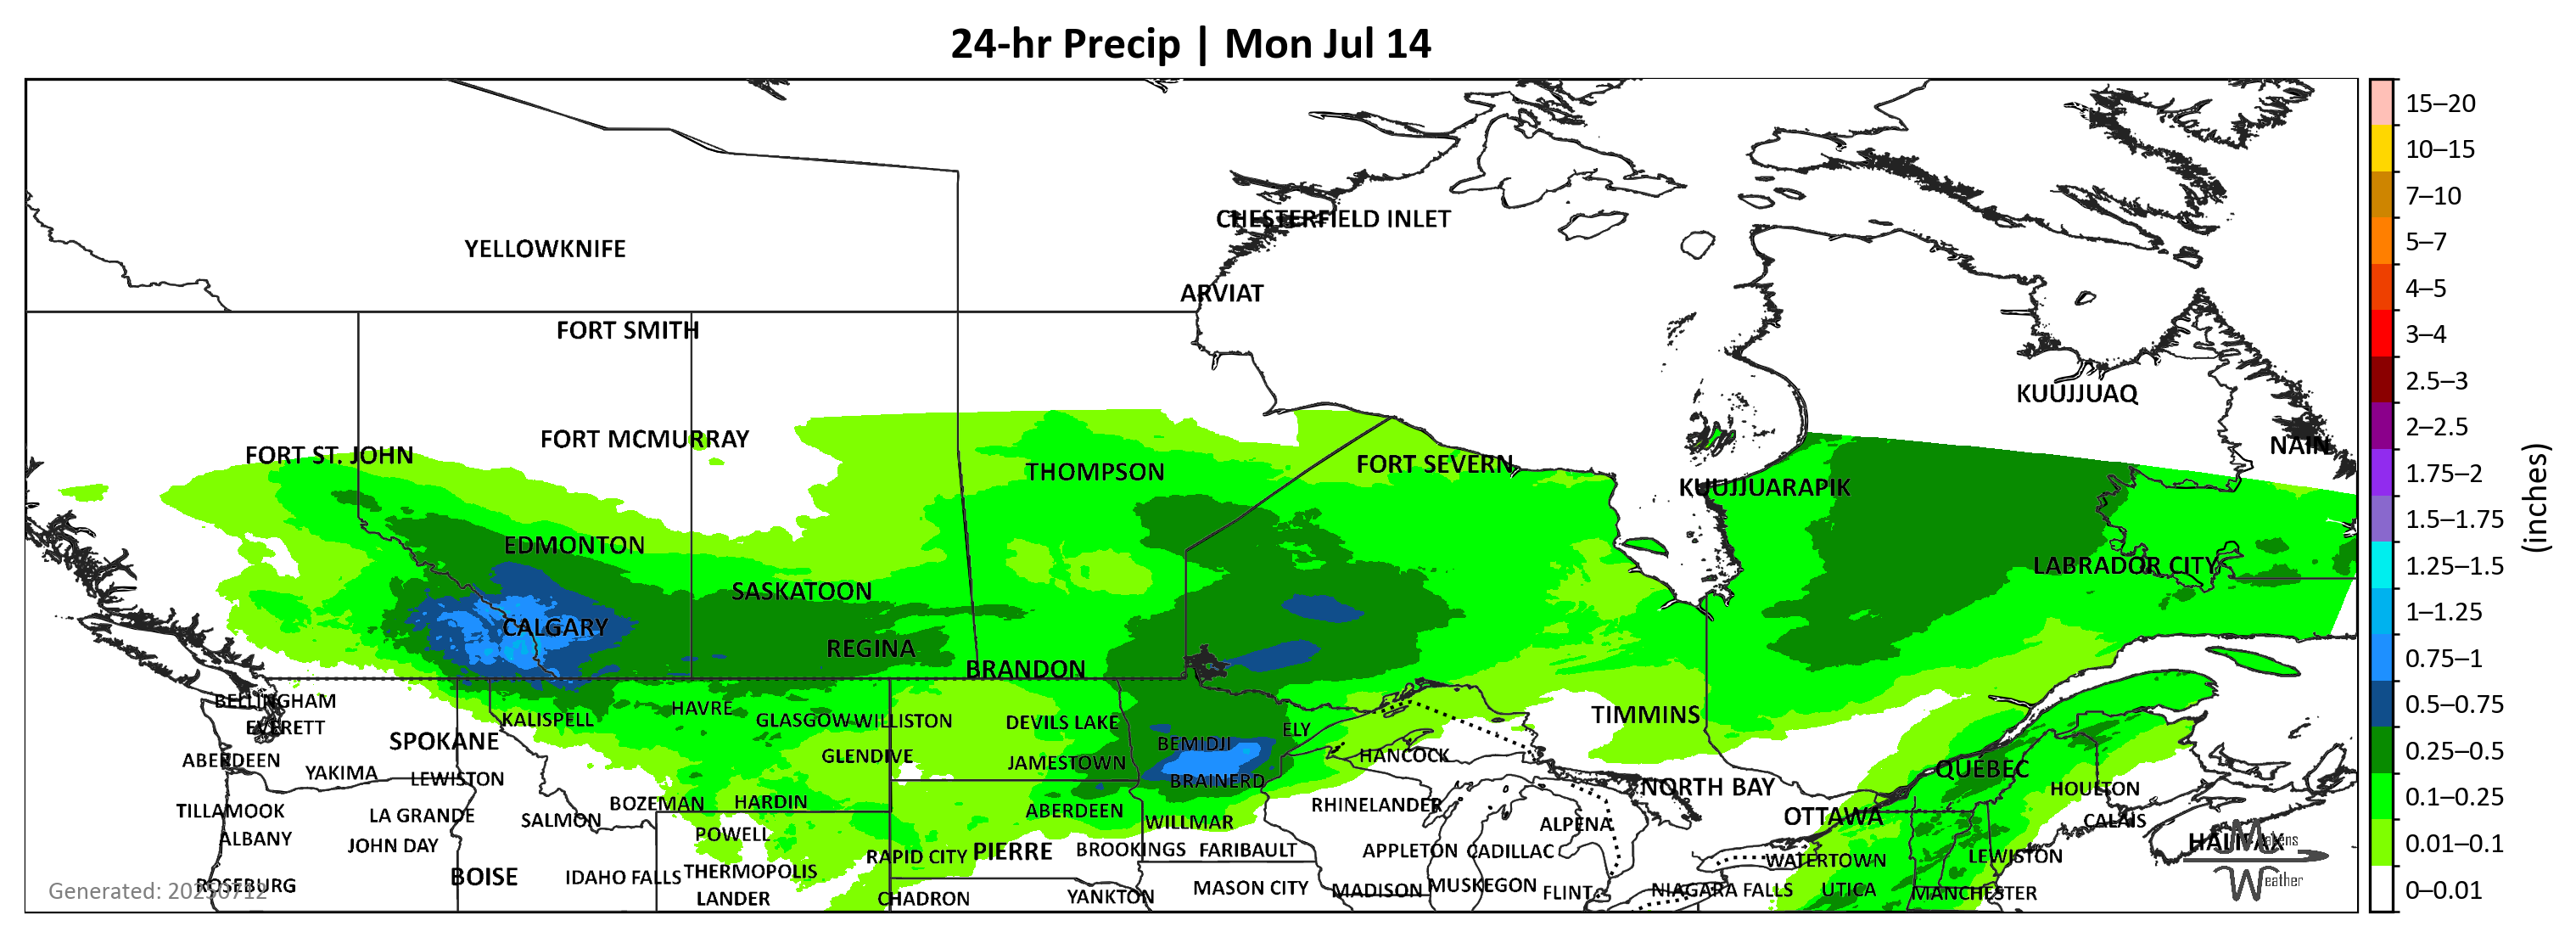 24-hr Precip | Mon Jul 14
CHESTERFIELD INLET
YELLOWKNIFE
ARVIAT
FORT SMITH
KUUJJUAQ
FORT MCMURRAY
NAIN
FORT ST. JOHN
FORT SEVERN
THOMPSON
KUUJJUARAPIK
EDMONTON
LABRADOR CITY
SASKATOON
CALGARY
REGINA
BRANDON
BELLINGHAM
HAVRE
TIMMINS
KALISPELL
GLASGOW
WILLISTON
DEVILS LAKE
EVERETT
ELY
SPOKANE
BEMIDJI
GLENDIVE
HANCOCK
ABERDEEN
JAMESTOWN
QUÉBEC
YAKIMA
LEWISTON
BRAINERD
NORTH BAY
HOULTON
BOZEMAN
HARDIN
RHINELANDER
TILLAMOOK
LA GRANDE
ABERDEEN
OTTAWA
SALMON
WILLMAR
CALAIS
ALPENA
POWELL
ALBANY
HALIFAX
JOHN DAY
PIERRE
BROOKINGS
FARIBAULT
APPLETON
CADILLAC
RAPID CITY
LEWISTON
WATERTOWN
THERMOPOLIS
BOISE
IDAHO FALLS
ROSEBURG
MASON CITY
MADISON
MUSKEGON
FLINT
NIAGARA FALLS
UTICA
MANCHESTER
YANKTON
LANDER
CHADRON
Generated: 20250712
Weather
15–20
10–15
7–10
5–7
4–5
3–4
2.5–3
2–2.5
1.75–2
1.5–1.75
1.25–1.5
1–1.25
0.75–1
0.5–0.75
0.25–0.5
0.1–0.25
0.01–0.1
0–0.01
(inches)